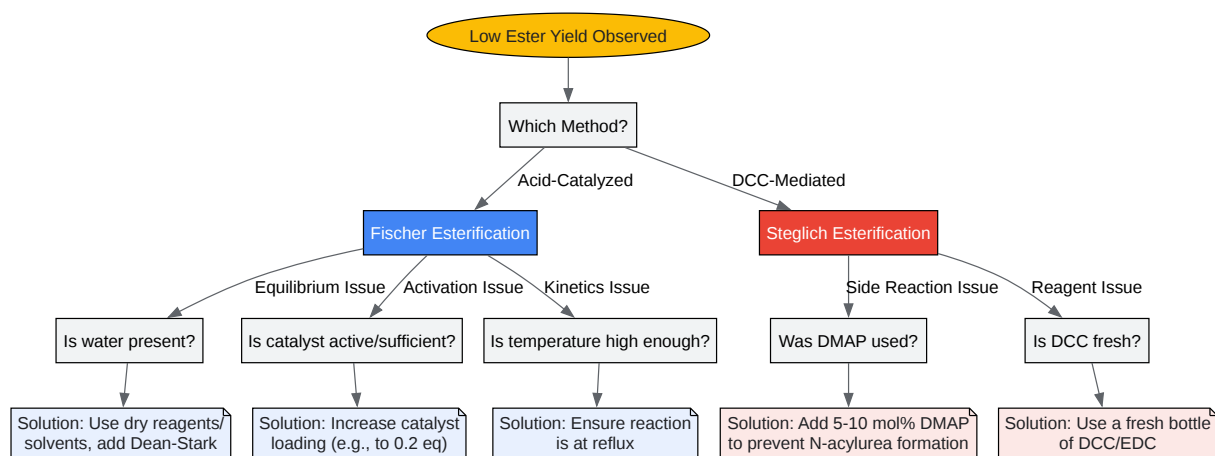 Low Ester Yield Observed
Which Method?
Acid-Catalyzed
DCC-Mediated
Fischer Esterification
Steglich Esterification
Equilibrium Issue
Activation Issue
Kinetics Issue
Side Reaction Issue
Reagent Issue
Is water present?
Is catalyst active/sufficient?
Is temperature high enough?
Was DMAP used?
Is DCC fresh?
Solution: Use dry reagents/
solvents, add Dean-Stark
Solution: Increase catalyst
loading (e.g., to 0.2 eq)
Solution: Ensure reaction
is at reflux
Solution: Add 5-10 mol% DMAP
to prevent N-acylurea formation
Solution: Use a fresh bottle
of DCC/EDC